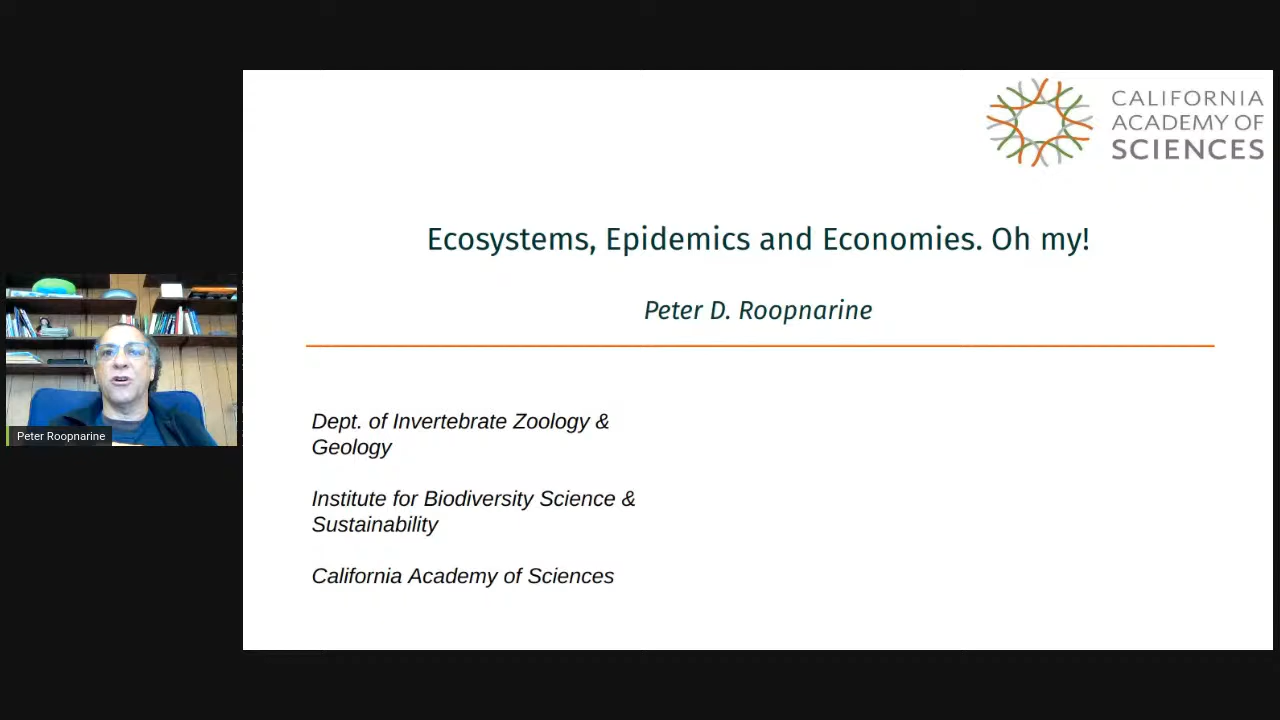 CALIFORNIA
ACADEMY OF
SCIENCES
Ecosystems, Epidemics and Economies. Oh my!
Peter D. Roopnarine
Dept. of Invertebrate Zoology &
Geology
Institute for Biodiversity Science &
Sustainability
California Academy of Sciences
Peter Roopnarine